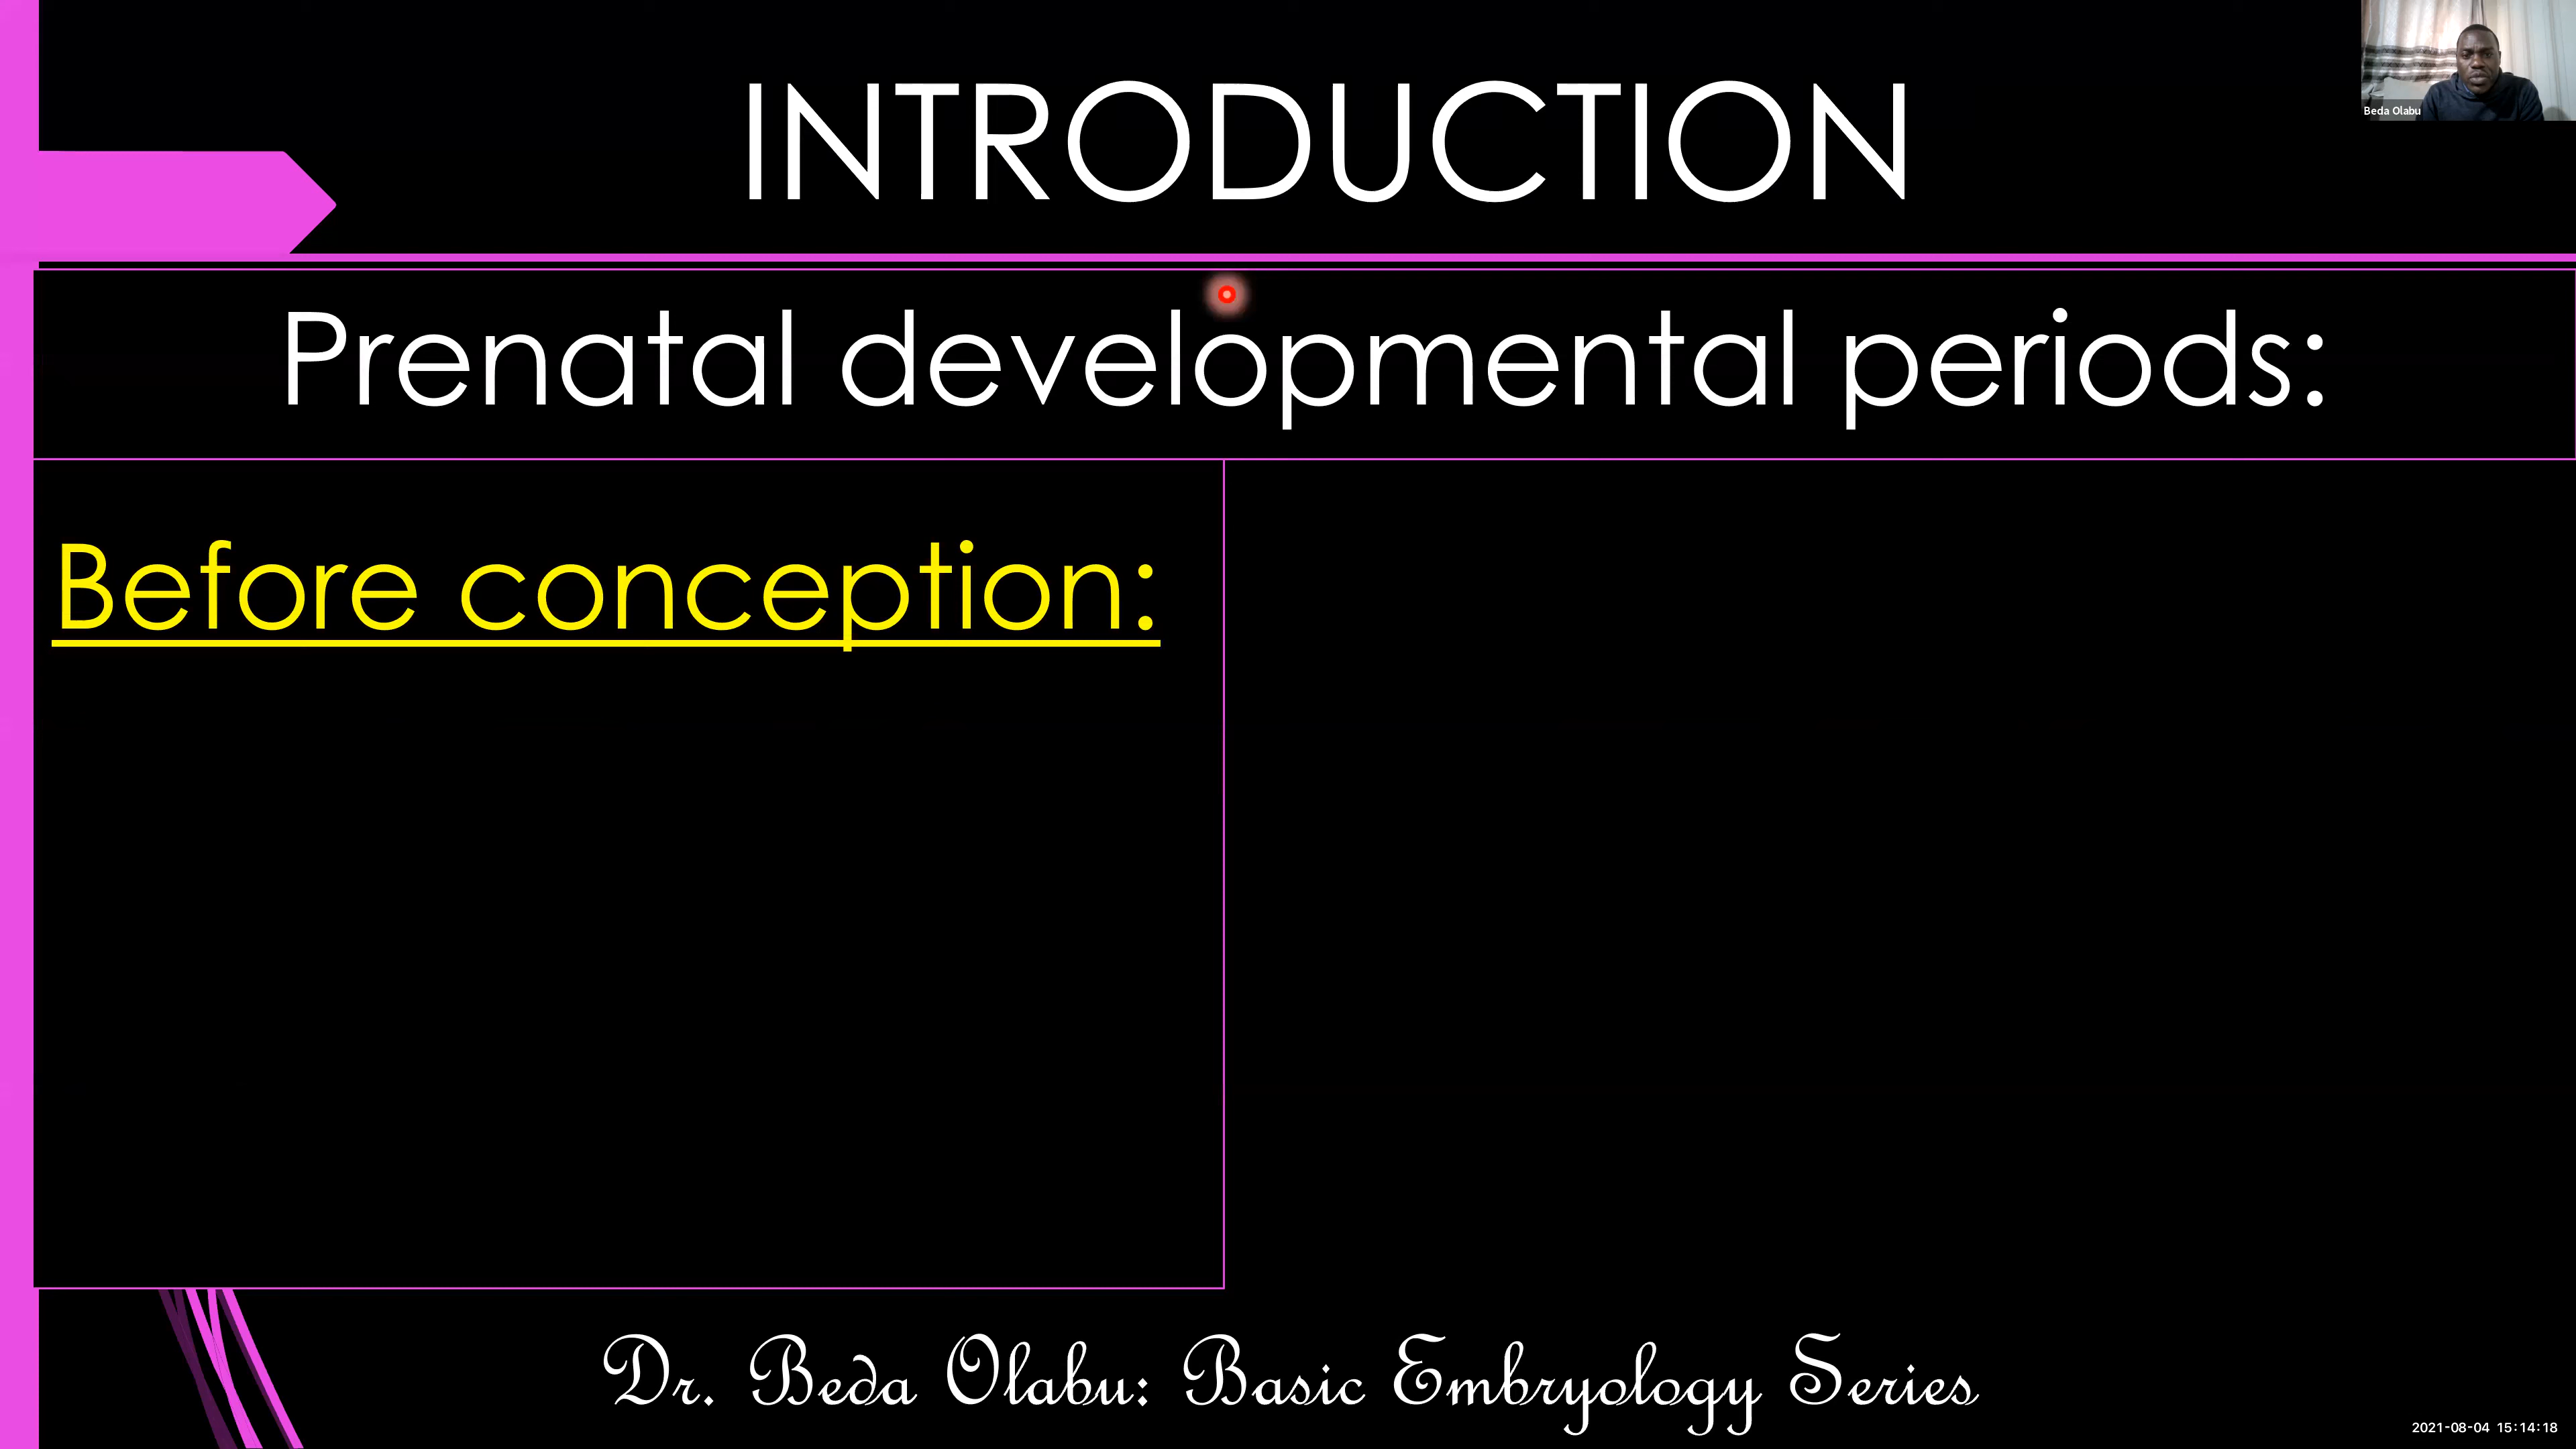 INTRODUCTION
Beda Olabu
Prenatal developmental periods:
Before conception:
Dr. Beda Olabu: Basic Embryology Series
2021-08-04 15:14:18